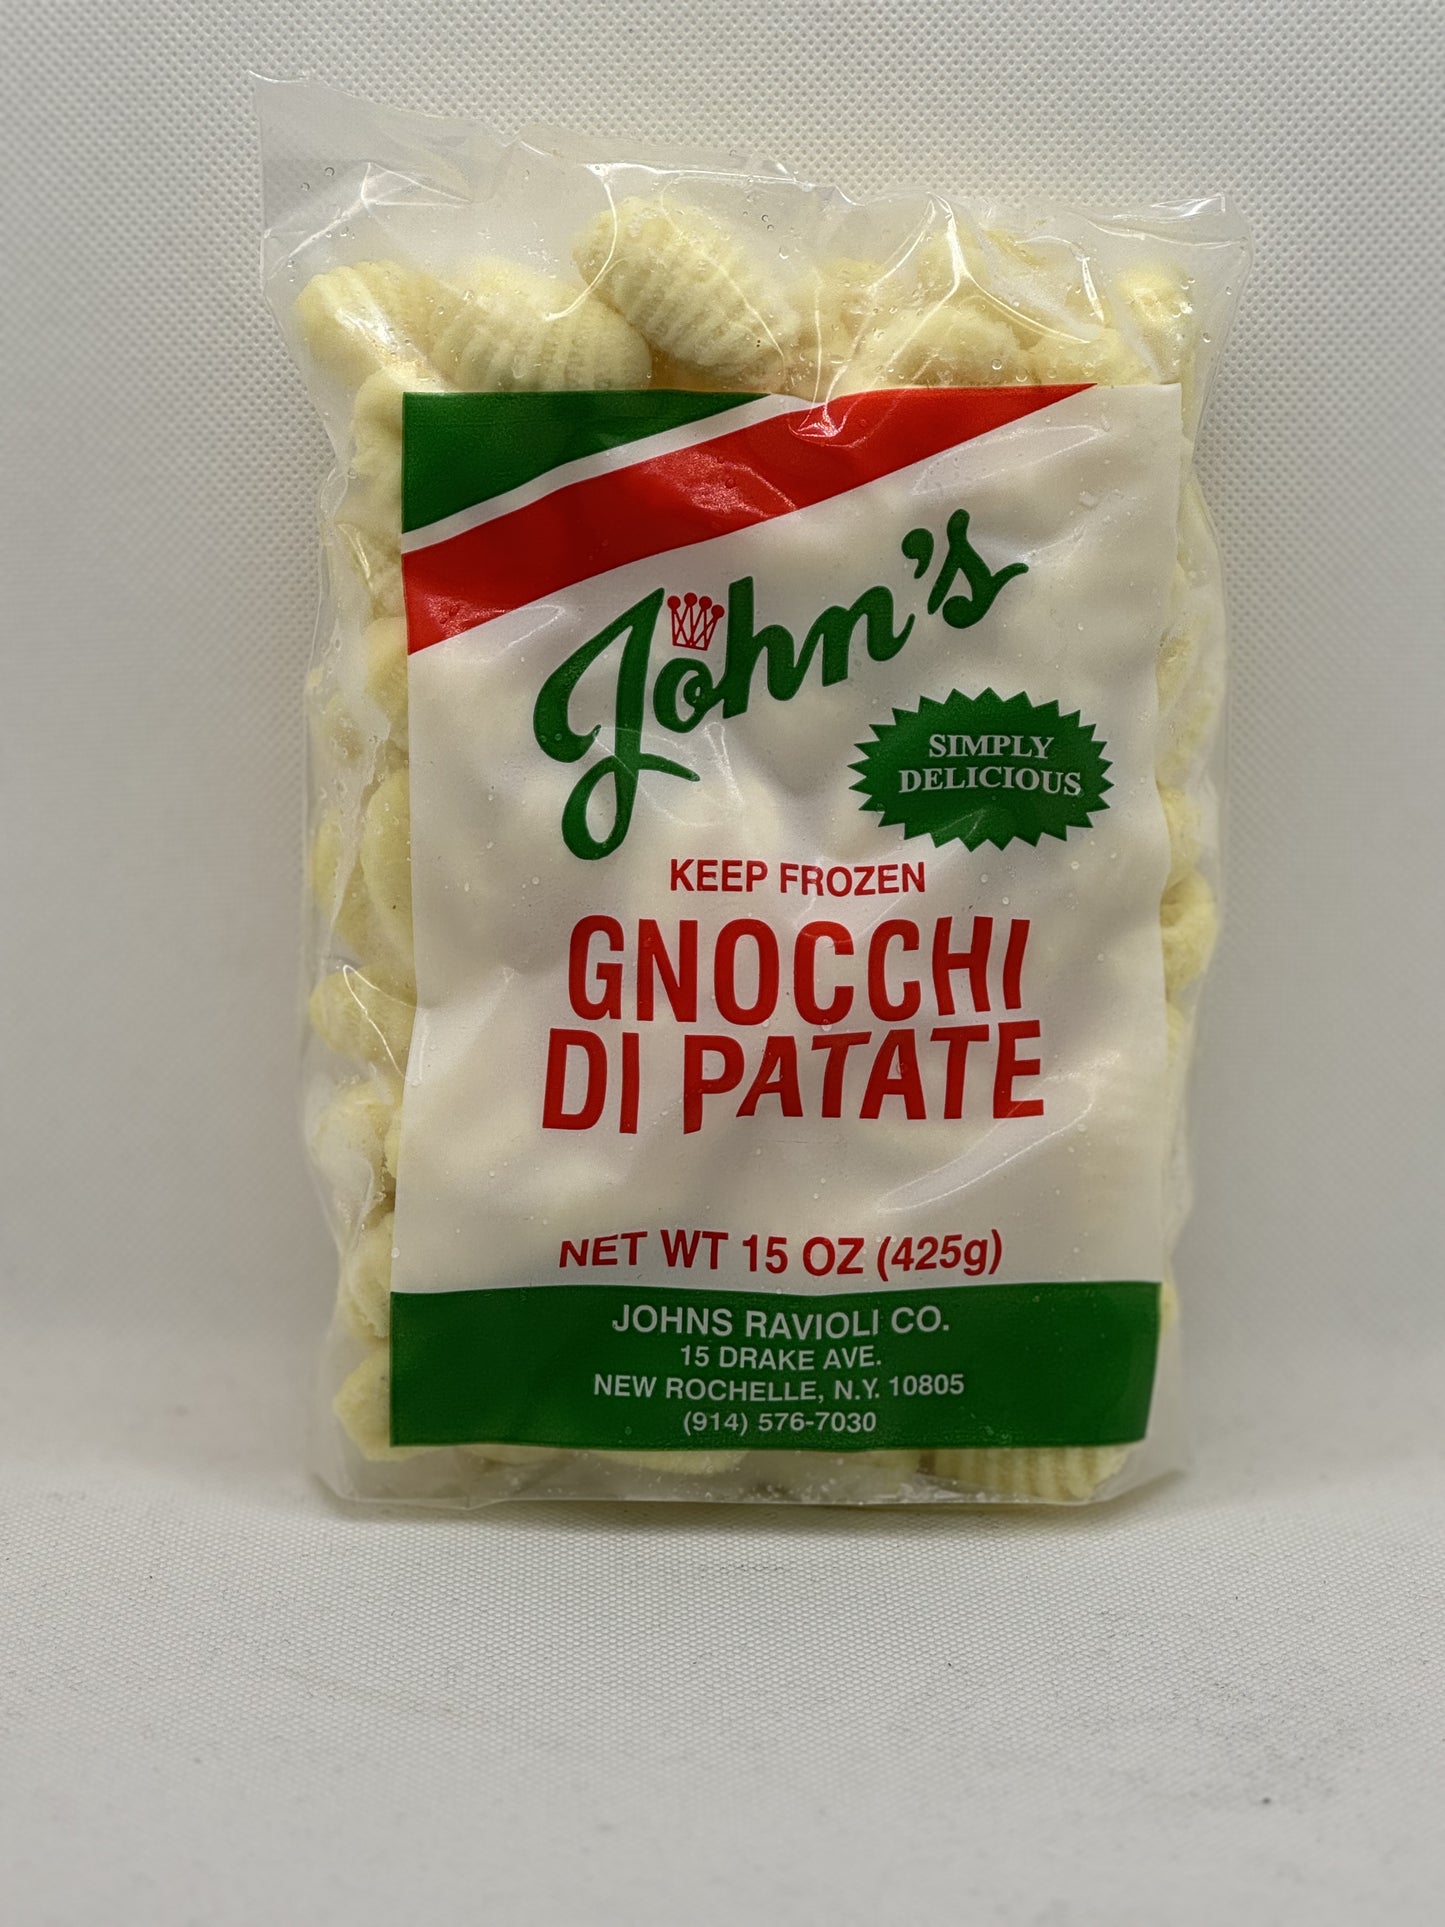 John's
SIMPLY
DELICIOUS
KEEP FROZEN
GNOCCHI
DI PATATE
NET WT 15 OZ (425g)
JOHNS RAVIOLI CO.
15 DRAKE AVE.
NEW ROCHELLE, N.Y. 10805
(914) 576-7030